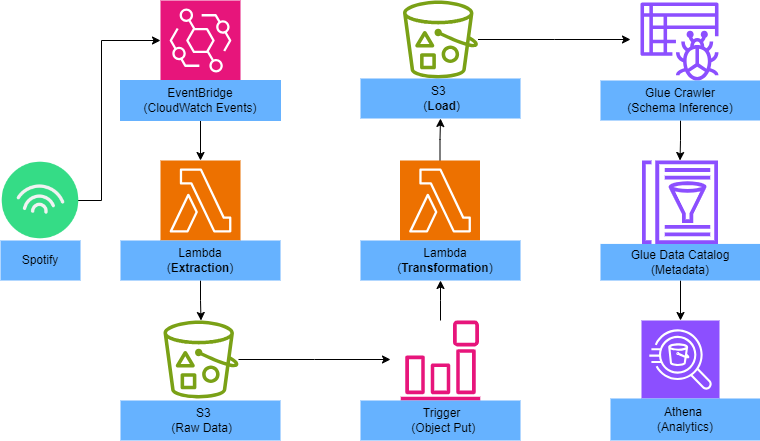 EventBridge
(CloudWatch Events)
S3
(Load)
Glue Crawler
(Schema Inference)
Spotify
Lambda
(Extraction)
Lambda
(Transformation)
Glue Data Catalog
(Metadata)
S3
(Raw Data)
Trigger
(Object Put)
Athena
(Analytics)